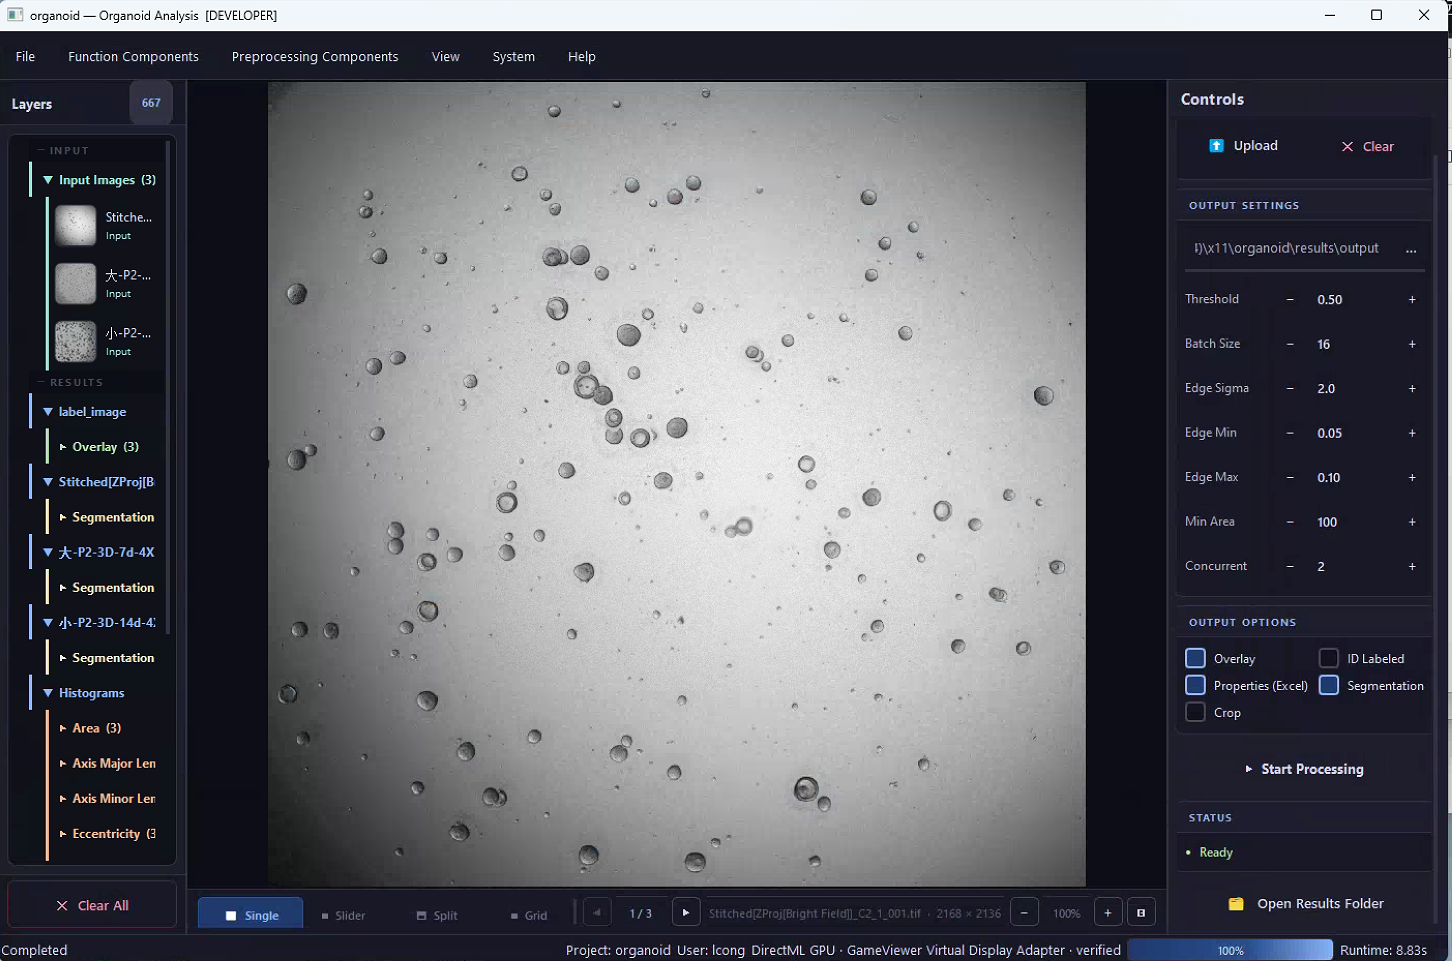 organoid — Organoid Analysis [DEVELOPER]
File Function Components Preprocessing Components View System Help
Layers 667
INPUT
Input Images (3)
Stitche...
Input
大-P2-...
Input
小-P2-...
Input
RESULTS
label_image
Overlay (3)
Stitched[ZProj[B
Segmentation
大-P2-3D-7d-4X
Segmentation
小-P2-3D-14d-4X
Segmentation
Histograms
Area (3)
Axis Major Len
Axis Minor Len
Eccentricity (3
Clear All
Single Slider Split Grid 1 / 3 Stitched[ZProj[Bright Field]]_C2_1_001.tif · 2168 × 2136 − 100% +
Controls
Upload Clear
OUTPUT SETTINGS
)\x11\organoid\results\output ...
Threshold − 0.50 +
Batch Size − 16 +
Edge Sigma − 2.0 +
Edge Min − 0.05 +
Edge Max − 0.10 +
Min Area − 100 +
Concurrent − 2 +
OUTPUT OPTIONS
Overlay ID Labeled
Properties (Excel) Segmentation
Crop
Start Processing
STATUS
• Ready
Open Results Folder
Completed Project: organoid User: lcong DirectML GPU · GameViewer Virtual Display Adapter · verified 100% Runtime: 8.83s